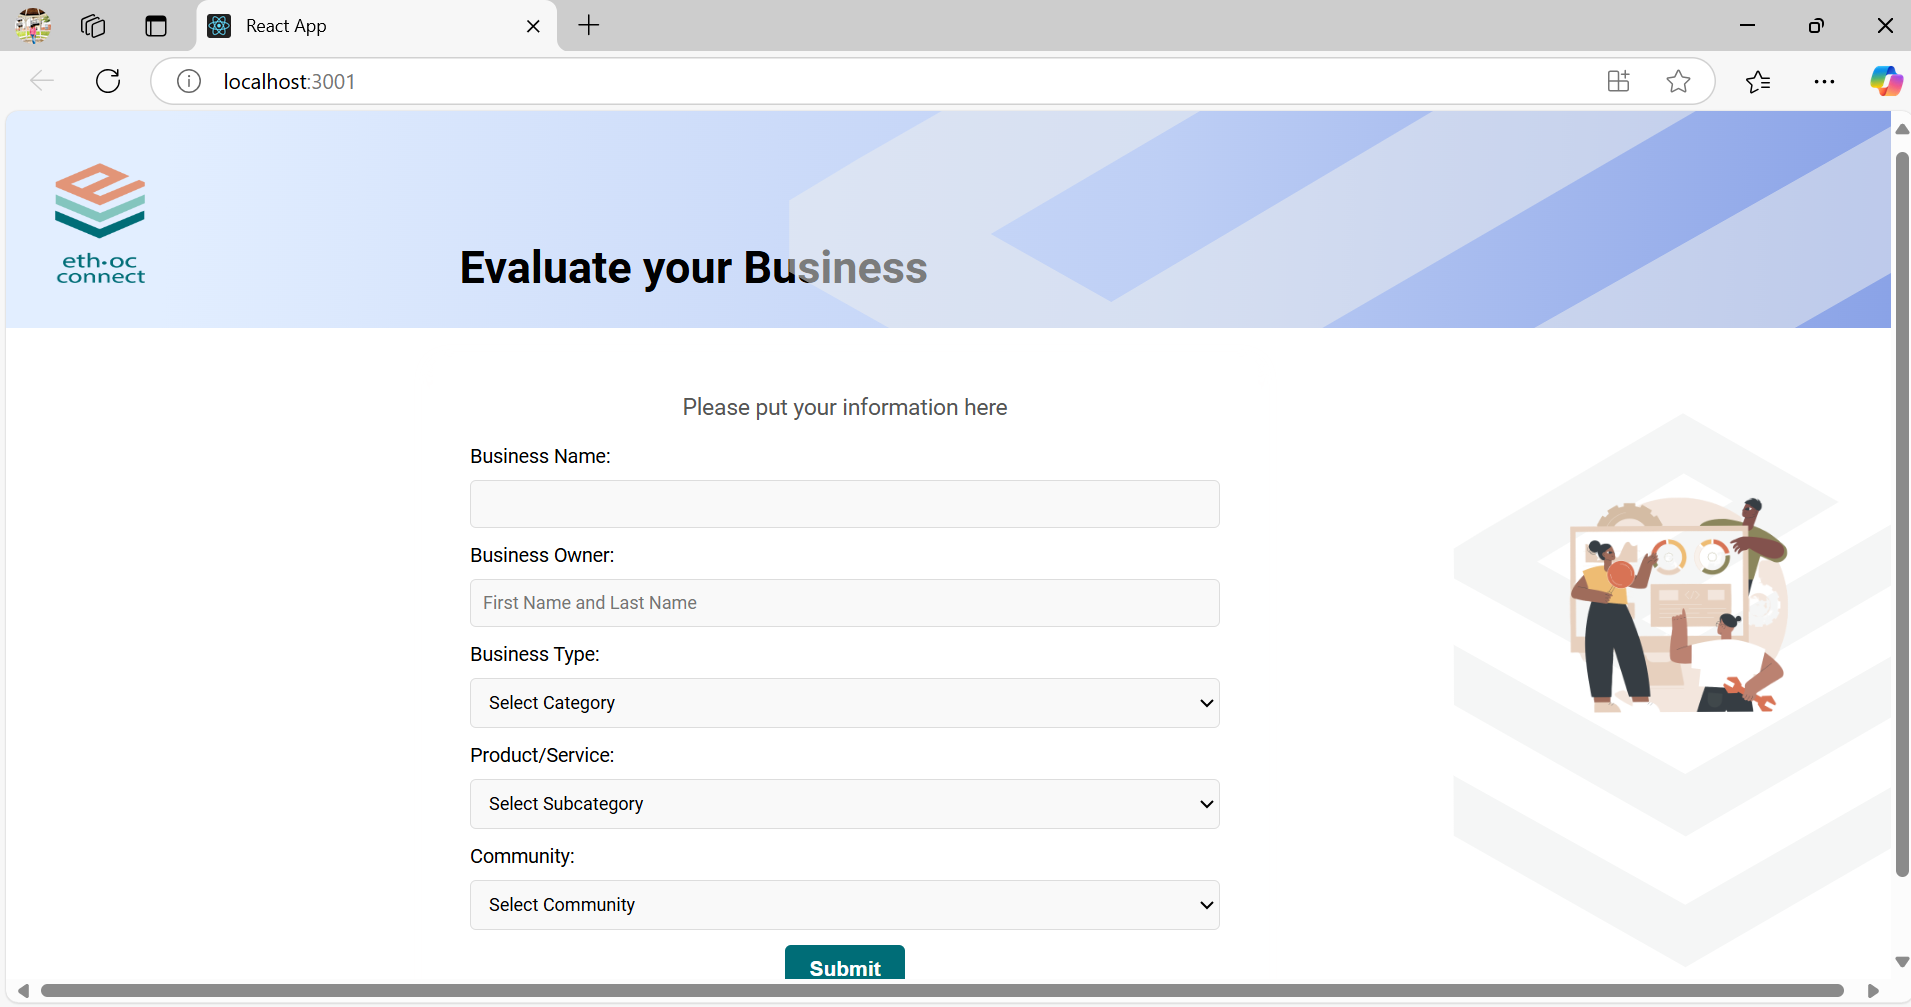 React App
localhost:3001
eth·oc
connect
Evaluate your Business
Please put your information here
Business Name:
Business Owner:
First Name and Last Name
Business Type:
Select Category
Product/Service:
Select Subcategory
Community:
Select Community
Submit